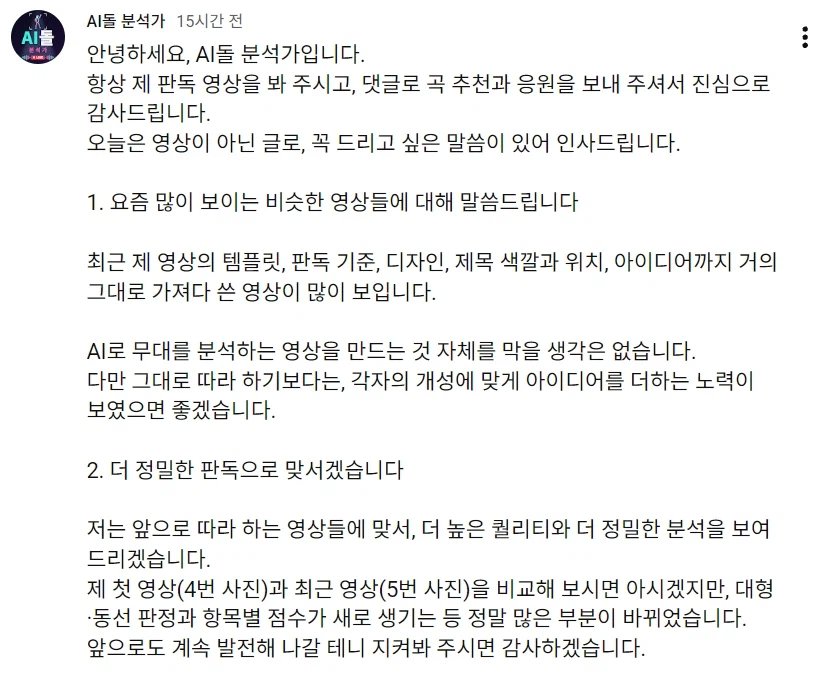 AI돌 분석가 15시간 전
안녕하세요, AI돌 분석가입니다.
항상 제 판독 영상을 봐 주시고, 댓글로 곡 추천과 응원을 보내 주셔서 진심으로
감사드립니다.
오늘은 영상이 아닌 글로, 꼭 드리고 싶은 말씀이 있어 인사드립니다.
1. 요즘 많이 보이는 비슷한 영상들에 대해 말씀드립니다
최근 제 영상의 템플릿, 판독 기준, 디자인, 제목 색깔과 위치, 아이디어까지 거의
그대로 가져다 쓴 영상이 많이 보입니다.
AI로 무대를 분석하는 영상을 만드는 것 자체를 막을 생각은 없습니다.
다만 그대로 따라 하기보다는, 각자의 개성에 맞게 아이디어를 더하는 노력이
보였으면 좋겠습니다.
2. 더 정밀한 판독으로 맞서겠습니다
저는 앞으로 따라 하는 영상들에 맞서, 더 높은 퀄리티와 더 정밀한 분석을 보여
드리겠습니다.
제 첫 영상(4번 사진)과 최근 영상(5번 사진)을 비교해 보시면 아시겠지만, 대형
·동선 판정과 항목별 점수가 새로 생기는 등 정말 많은 부분이 바뀌었습니다.
앞으로도 계속 발전해 나갈 테니 지켜봐 주시면 감사하겠습니다.
AI돌
분석가
LIVE